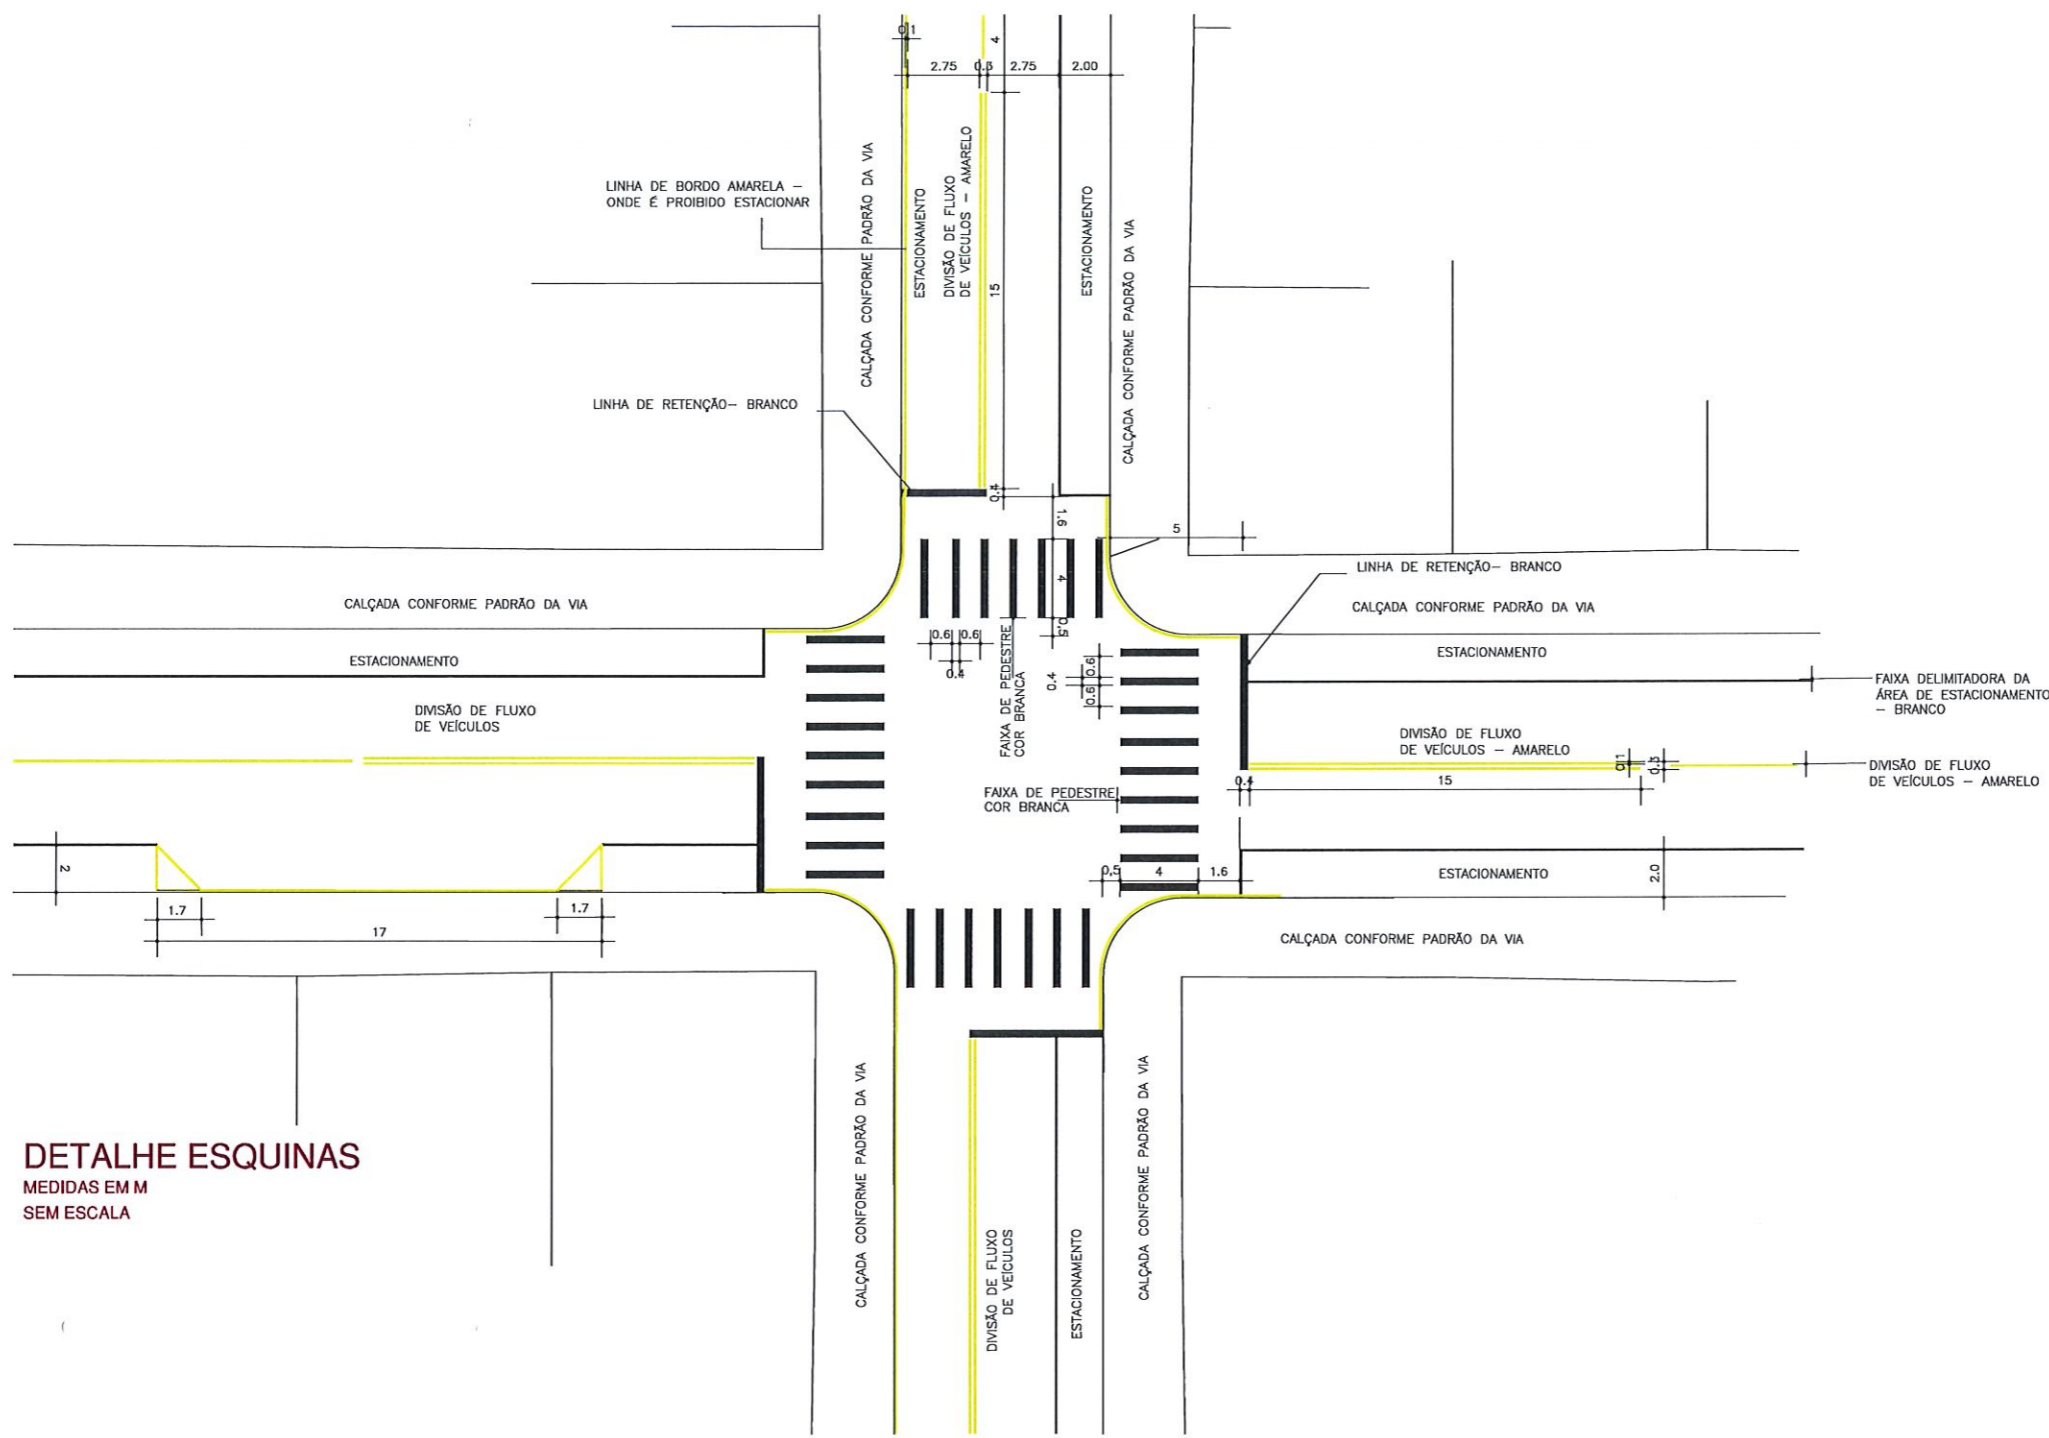 0.1
4
2.75
0.3
2.75
2.00
LINHA DE BORDO AMARELA –
ONDE É PROIBIDO ESTACIONAR
CALÇADA CONFORME PADRÃO DA VIA
ESTACIONAMENTO
DIVISÃO DE FLUXO
DE VEÍCULOS – AMARELO
15
ESTACIONAMENTO
CALÇADA CONFORME PADRÃO DA VIA
LINHA DE RETENÇÃO– BRANCO
0.4
1.6
5
LINHA DE RETENÇÃO– BRANCO
4
CALÇADA CONFORME PADRÃO DA VIA
CALÇADA CONFORME PADRÃO DA VIA
0.5
0.6
0.6
0.4
FAIXA DE PEDESTRE
COR BRANCA
0.4
0.6
0.6
ESTACIONAMENTO
ESTACIONAMENTO
FAIXA DELIMITADORA DA
ÁREA DE ESTACIONAMENTO
– BRANCO
DIVISÃO DE FLUXO
DE VEÍCULOS
DIVISÃO DE FLUXO
DE VEÍCULOS – AMARELO
0.1
0.3
DIVISÃO DE FLUXO
DE VEÍCULOS – AMARELO
0.4
15
FAIXA DE PEDESTRE
COR BRANCA
2
0.5
4
1.6
ESTACIONAMENTO
2.0
1.7
1.7
17
CALÇADA CONFORME PADRÃO DA VIA
CALÇADA CONFORME PADRÃO DA VIA
DIVISÃO DE FLUXO
DE VEÍCULOS
ESTACIONAMENTO
CALÇADA CONFORME PADRÃO DA VIA
DETALHE ESQUINAS
MEDIDAS EM M
SEM ESCALA